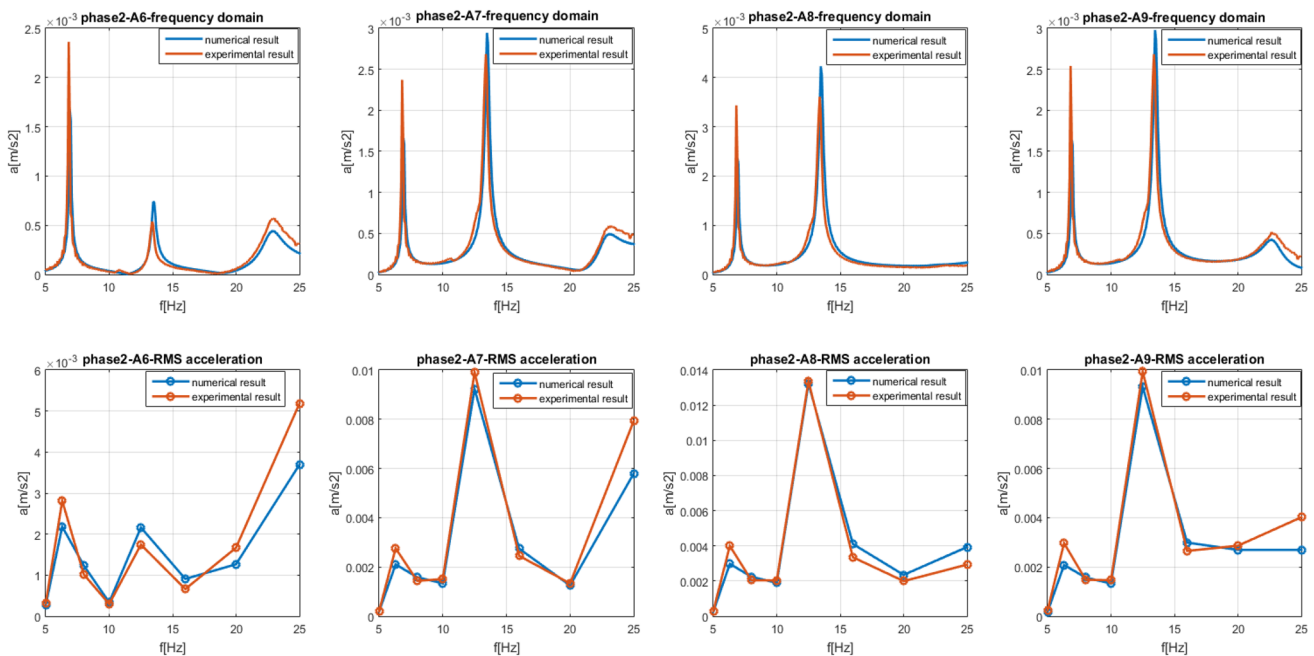 phase2-A6-frequency domain
×10⁻³
numerical result
experimental result
2.5
2
1.5
1
0.5
0
a[m/s2]
5 10 15 20 25
f[Hz]
phase2-A7-frequency domain
×10⁻³
numerical result
experimental result
3
2.5
2
1.5
1
0.5
0
a[m/s2]
5 10 15 20 25
f[Hz]
phase2-A8-frequency domain
×10⁻³
numerical result
experimental result
5
4
3
2
1
0
a[m/s2]
5 10 15 20 25
f[Hz]
phase2-A9-frequency domain
×10⁻³
numerical result
experimental result
3
2.5
2
1.5
1
0.5
0
a[m/s2]
5 10 15 20 25
f[Hz]
phase2-A6-RMS acceleration
×10⁻³
numerical result
experimental result
6
5
4
3
2
1
0
a[m/s2]
5 10 15 20 25
f[Hz]
phase2-A7-RMS acceleration
numerical result
experimental result
0.01
0.008
0.006
0.004
0.002
0
a[m/s2]
5 10 15 20 25
f[Hz]
phase2-A8-RMS acceleration
numerical result
experimental result
0.014
0.012
0.01
0.008
0.006
0.004
0.002
0
a[m/s2]
5 10 15 20 25
f[Hz]
phase2-A9-RMS acceleration
numerical result
experimental result
0.01
0.008
0.006
0.004
0.002
0
a[m/s2]
5 10 15 20 25
f[Hz]